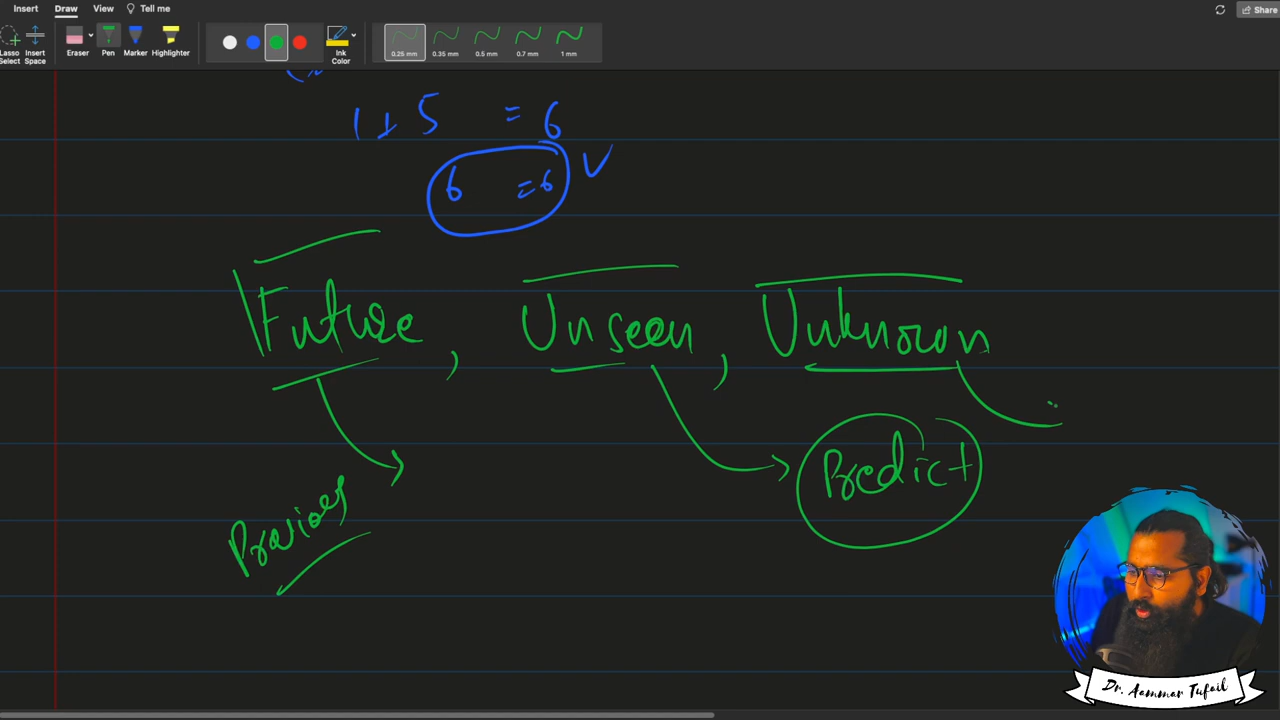 Insert Draw View Tell me Share
Lasso Select Insert Space Eraser Pen Marker Highlighter Ink Color 0.25 mm 0.35 mm 0.5 mm 0.7 mm 1 mm
1 + 5 = 6
6 = 6
Future, Unseen, Unknown
Predict
Previous
Dr. Aammar Tufail